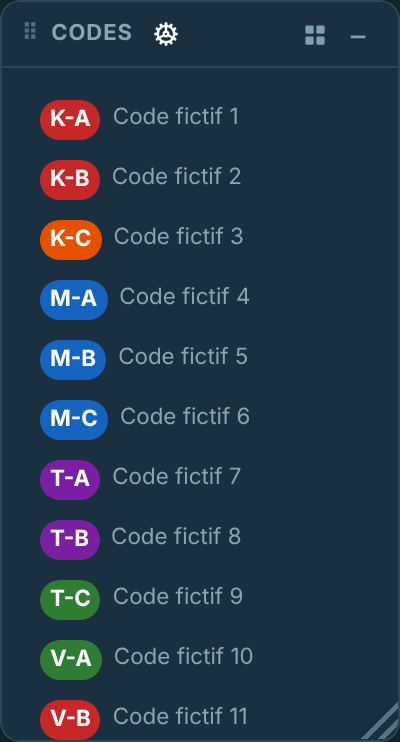 CODES
K-A Code fictif 1
K-B Code fictif 2
K-C Code fictif 3
M-A Code fictif 4
M-B Code fictif 5
M-C Code fictif 6
T-A Code fictif 7
T-B Code fictif 8
T-C Code fictif 9
V-A Code fictif 10
V-B Code fictif 11